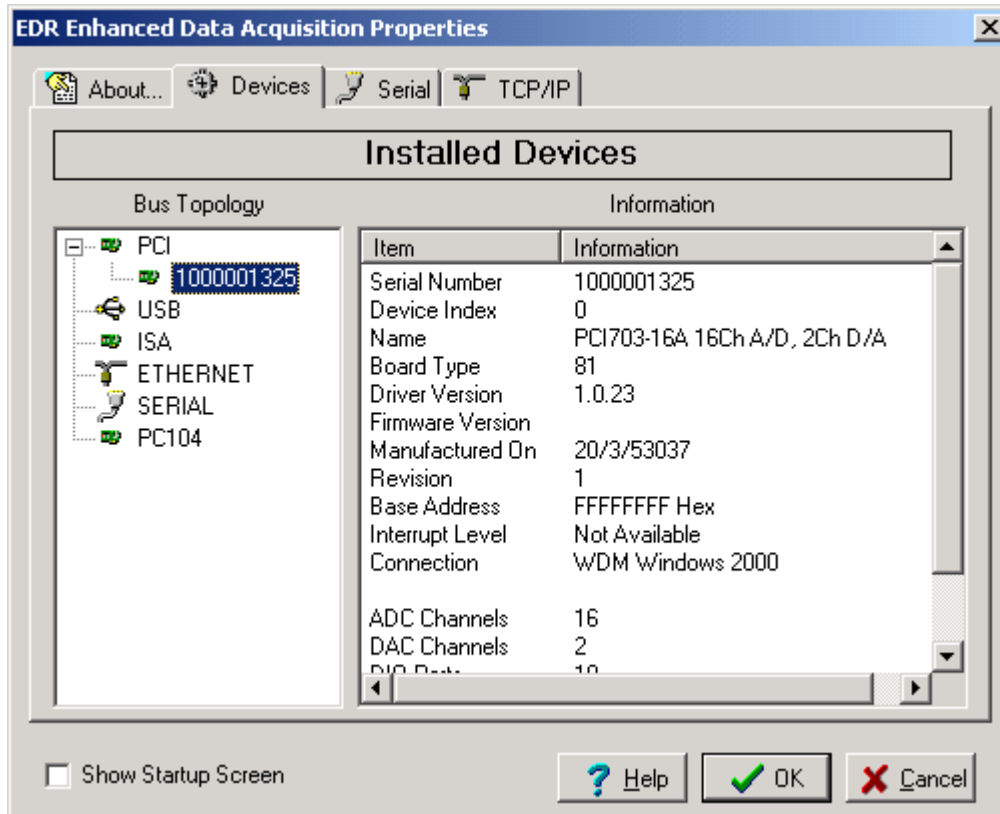 EDR Enhanced Data Acquisition Properties
About... Devices Serial TCP/IP
Installed Devices
Bus Topology Information
PCI
1000001325
USB
ISA
ETHERNET
SERIAL
PC104
Item Information
Serial Number 1000001325
Device Index 0
Name PCI703-16A 16Ch A/D, 2Ch D/A
Board Type 81
Driver Version 1.0.23
Firmware Version
Manufactured On 20/3/53037
Revision 1
Base Address FFFFFFFF Hex
Interrupt Level Not Available
Connection WDM Windows 2000
ADC Channels 16
DAC Channels 2
Show Startup Screen
Help OK Cancel